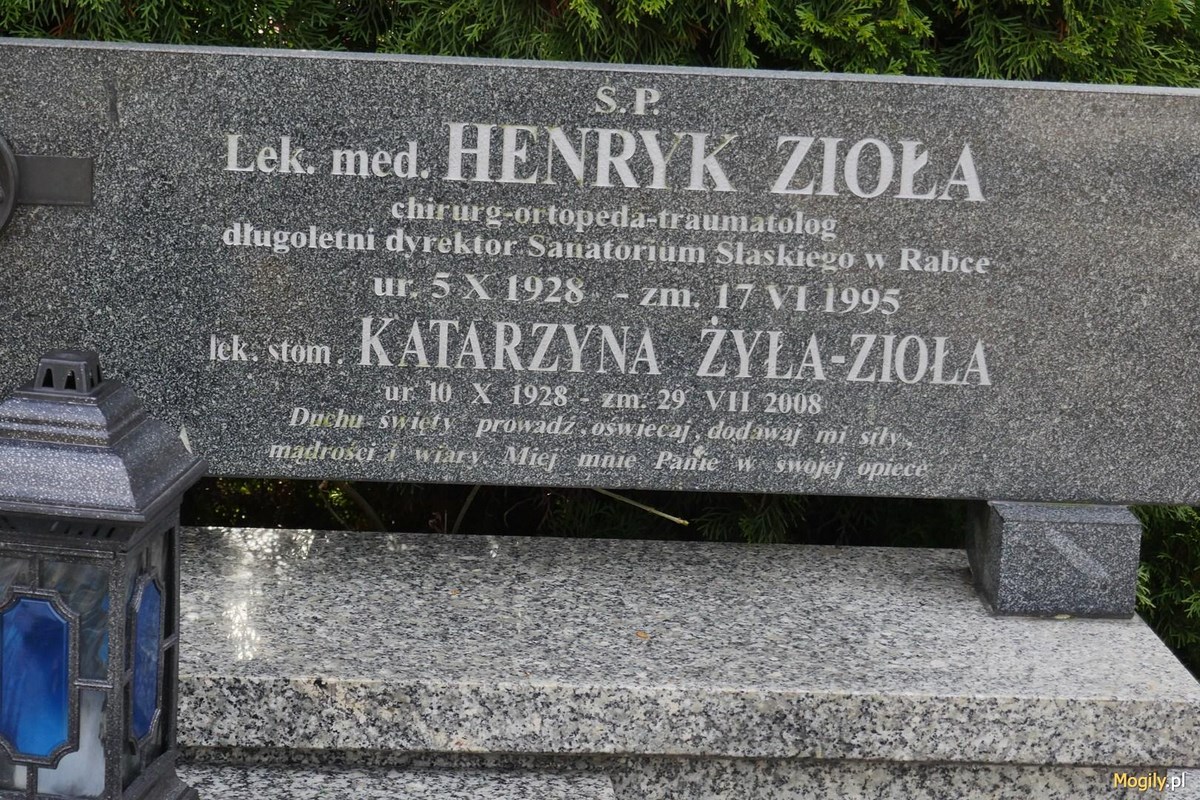 S.P.
Lek. med. HENRYK ZIOŁA
chirurg-ortopeda-traumatolog
długoletni dyrektor Sanatorium Slaskiego w Rabce
ur. 5 X 1928 - zm. 17 VI 1995
lek. stom. KATARZYNA ŻYŁA-ZIOŁA
ur 10 X 1928 - zm. 29 VII 2008
Duchu święty prowadź, oswiecaj, dodawaj mi siły,
mądrości i wiary. Miej mnie Panie w swojej opiece
Mogily.pl